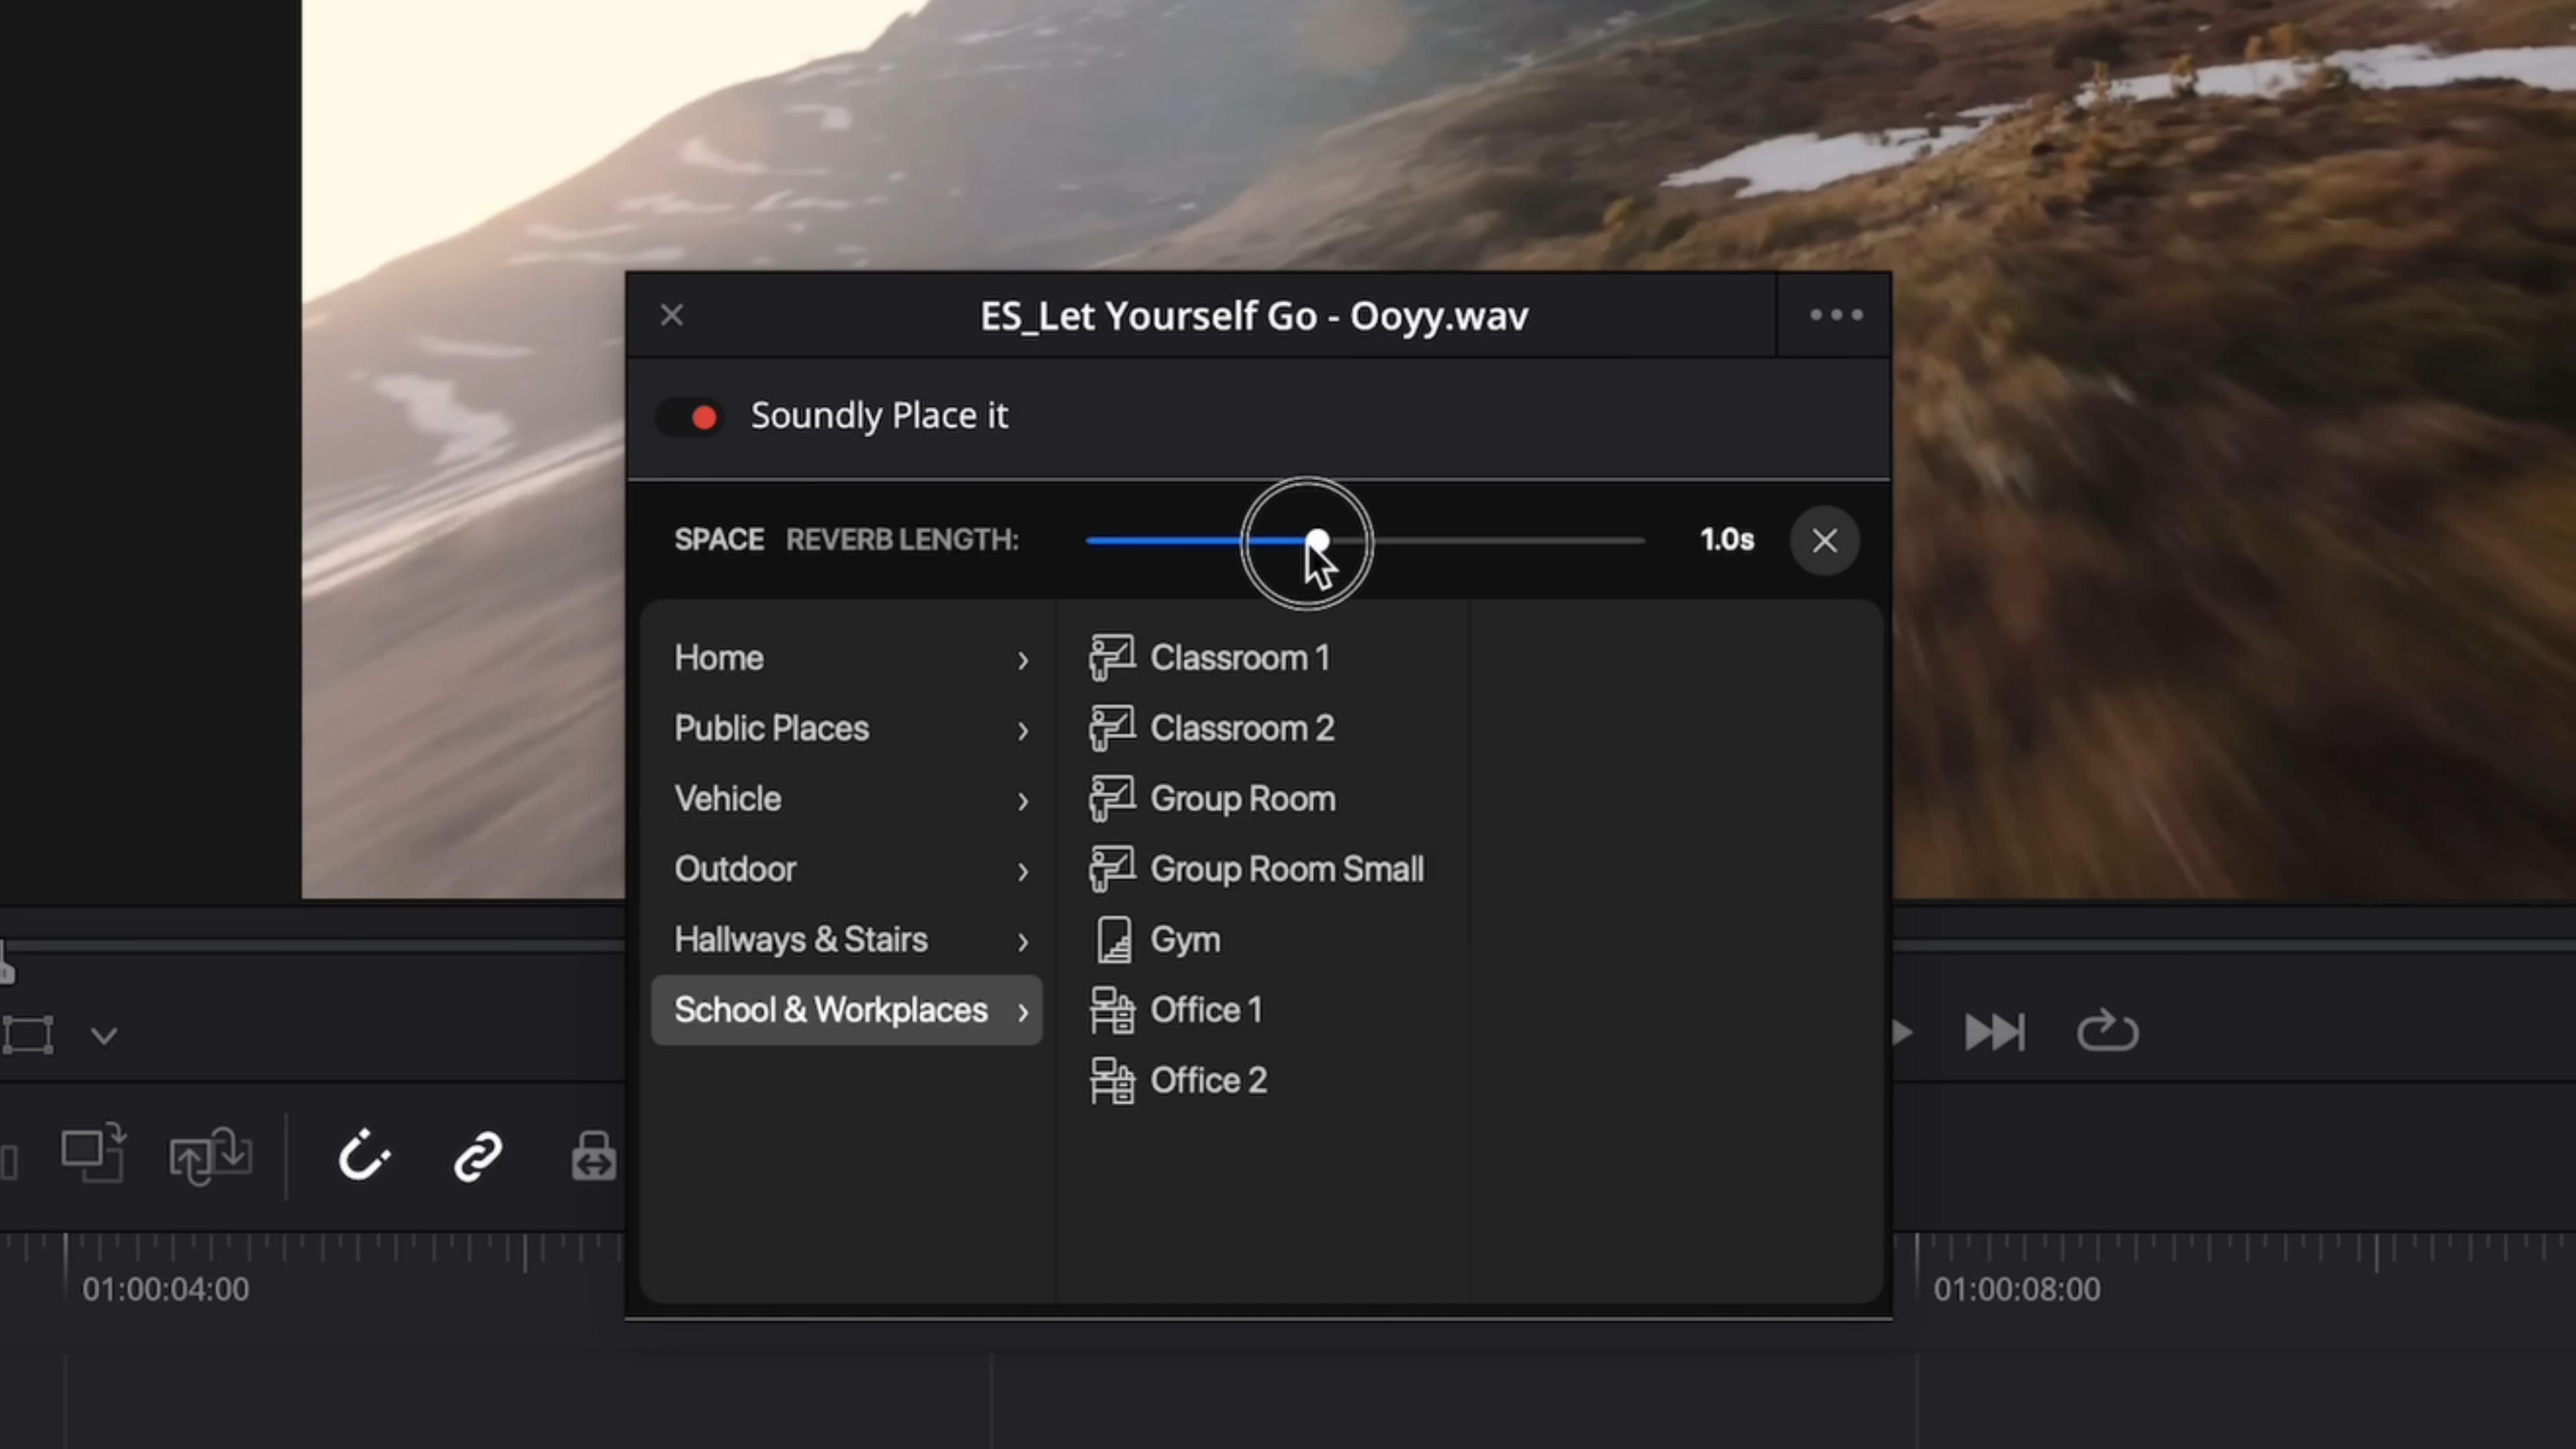 ES_Let Yourself Go - Ooyy.wav
Soundly Place it
SPACE REVERB LENGTH: 1.0s
Home
Public Places
Vehicle
Outdoor
Hallways & Stairs
School & Workplaces
Classroom 1
Classroom 2
Group Room
Group Room Small
Gym
Office 1
Office 2
01:00:04:00
01:00:08:00